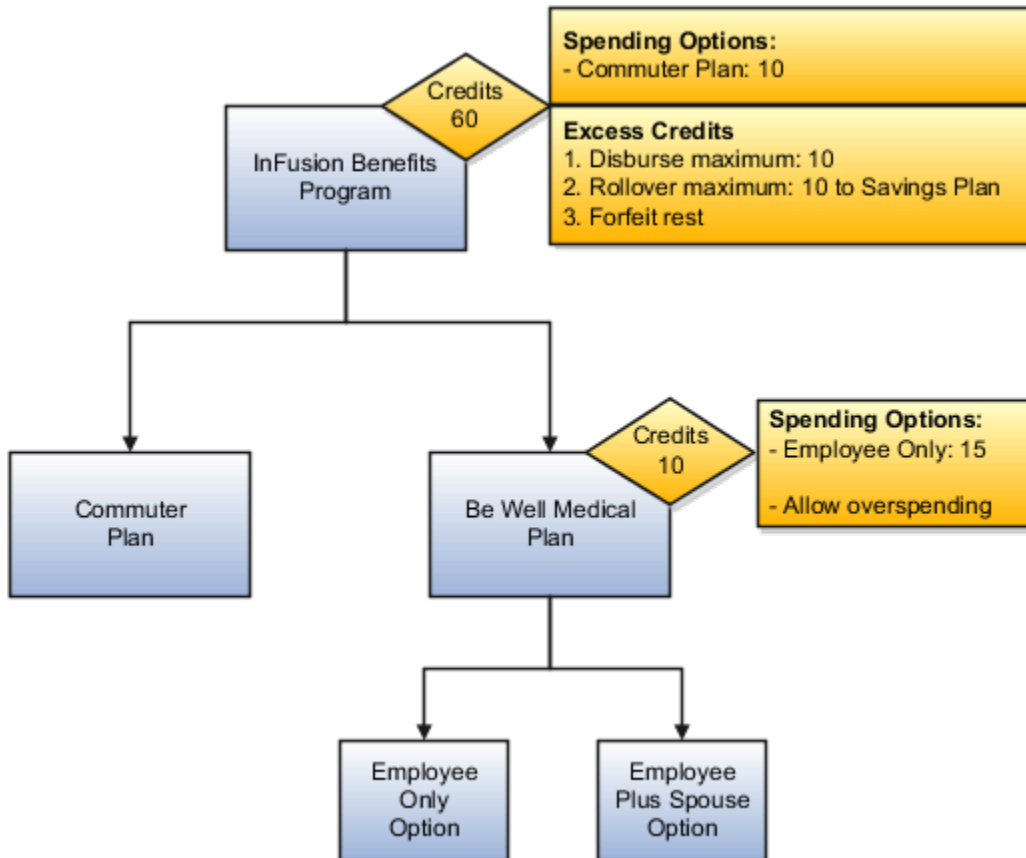 Spending Options:
- Commuter Plan: 10
Credits
60
Excess Credits
1. Disburse maximum: 10
2. Rollover maximum: 10 to Savings Plan
3. Forfeit rest
InFusion Benefits
Program
Credits
10
Spending Options:
- Employee Only: 15
- Allow overspending
Commuter
Plan
Be Well Medical
Plan
Employee
Only
Option
Employee
Plus Spouse
Option